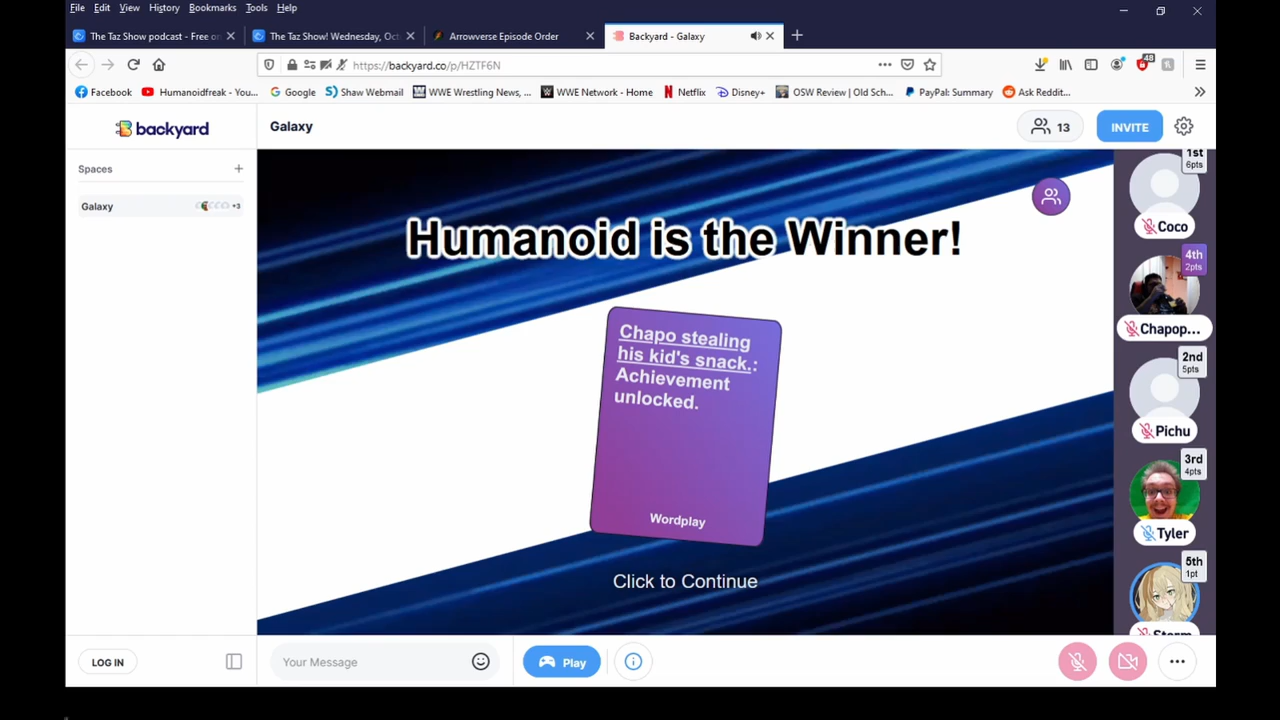 File Edit View History Bookmarks Tools Help
The Taz Show podcast - Free on
The Taz Show! Wednesday, Oct
Arrowverse Episode Order
Backyard - Galaxy
https://backyard.co/p/HZTF6N
48
Facebook
Humanoidfreak - You...
Google
Shaw Webmail
WWE Wrestling News, ...
WWE Network - Home
Netflix
Disney+
OSW Review | Old Sch...
PayPal: Summary
Ask Reddit...
backyard
Galaxy
13
INVITE
Spaces
Galaxy
+3
Humanoid is the Winner!
Chapo stealing
his kid's snack.:
Achievement
unlocked.
Wordplay
Click to Continue
1st
6pts
Coco
4th
2pts
Chapop...
2nd
5pts
Pichu
3rd
4pts
Tyler
5th
1pt
Storm
LOG IN
Your Message
Play